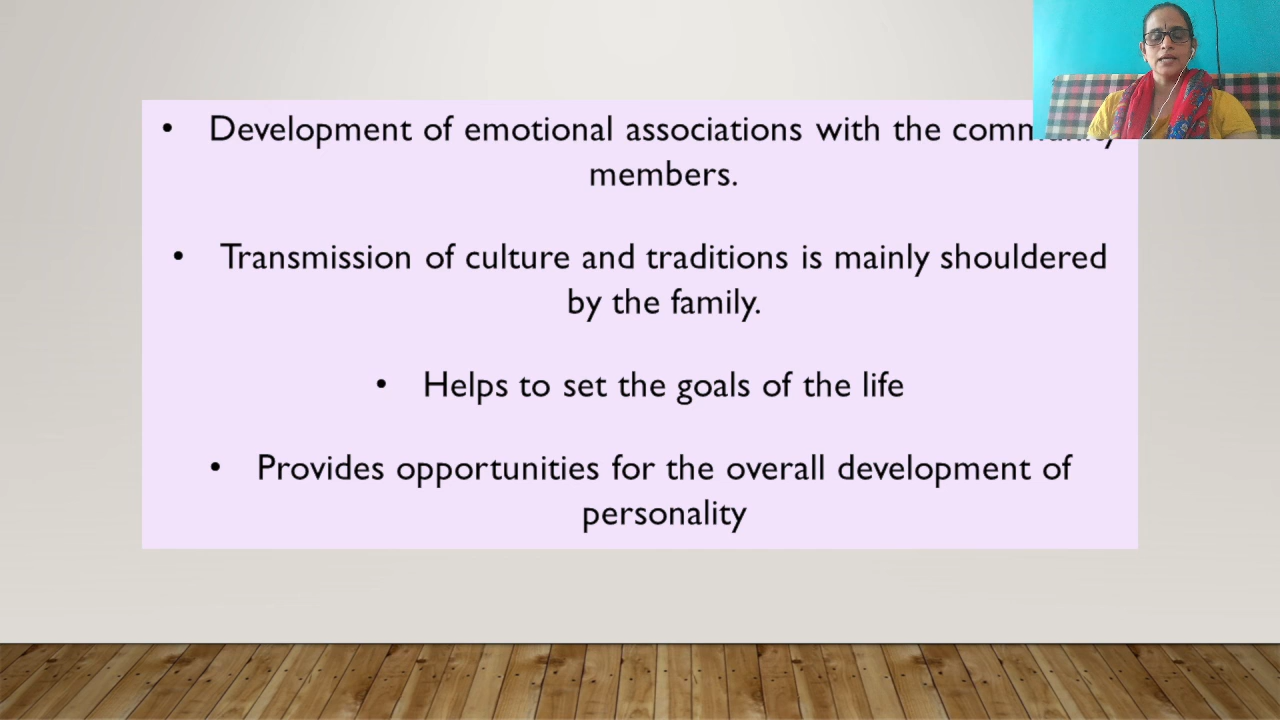 • Development of emotional associations with the community
members.
• Transmission of culture and traditions is mainly shouldered
by the family.
• Helps to set the goals of the life
• Provides opportunities for the overall development of
personality